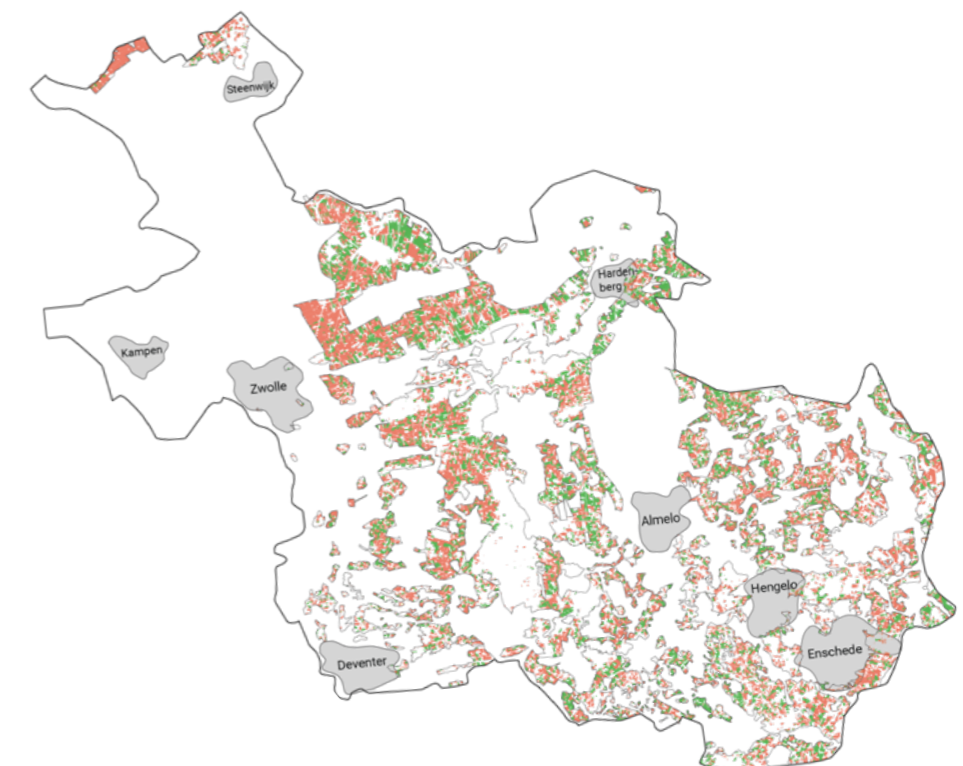 Steenwijk
Harden-
berg
Kampen
Zwolle
Almelo
Hengelo
Enschede
Deventer